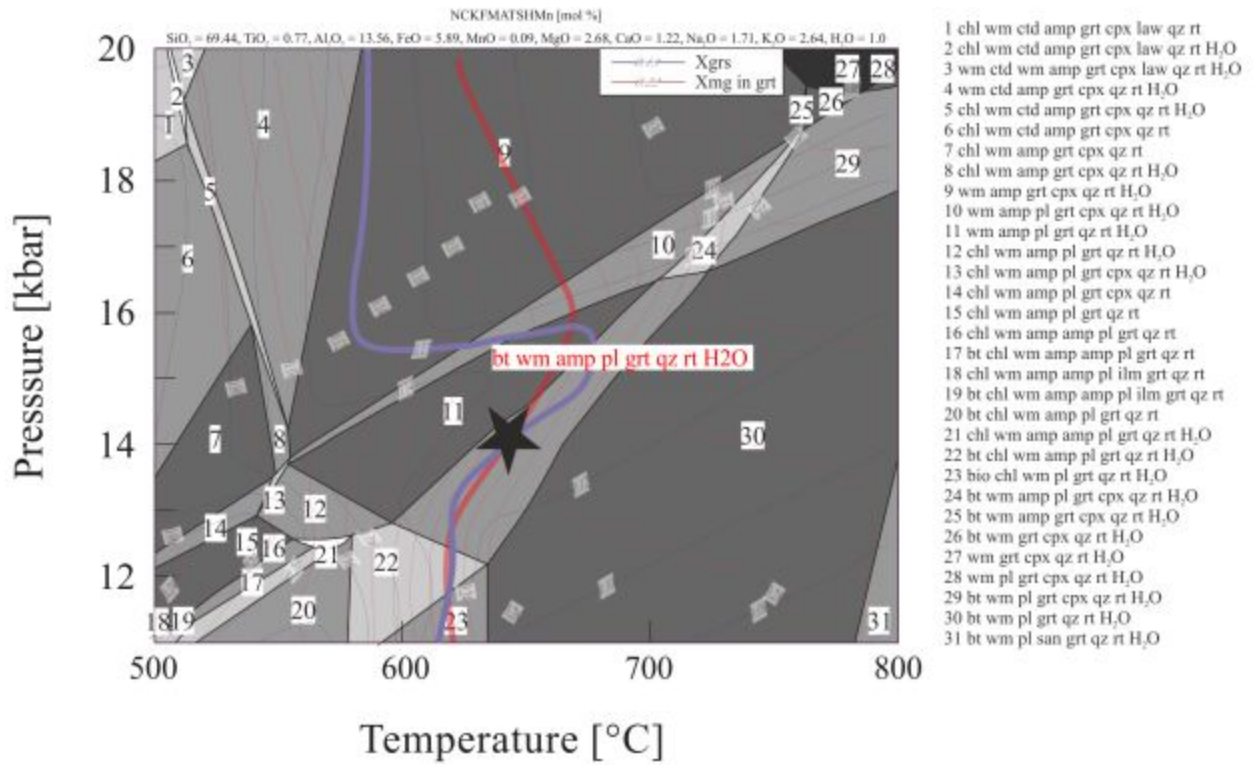 NCKFMATSHMn [mol %]
SiO₂ = 69.44, TiO₂ = 0.77, Al₂O₃ = 13.56, FeO = 5.89, MnO = 0.09, MgO = 2.68, CaO = 1.22, Na₂O = 1.71, K₂O = 2.64, H₂O = 1.0
Xgrs
Xmg in grt
20
18
16
14
12
500
600
700
800
Presssure [kbar]
Temperature [°C]
bt wm amp pl grt qz rt H2O
1
2
3
4
5
6
7
8
9
10
11
12
13
14
15
16
17
18
19
20
21
22
23
24
25
26
27
28
29
30
31
1 chl wm ctd amp grt cpx law qz rt
2 chl wm ctd amp grt cpx law qz rt H₂O
3 wm ctd wm amp grt cpx law qz rt H₂O
4 wm ctd amp grt cpx qz rt H₂O
5 chl wm ctd amp grt cpx qz rt H₂O
6 chl wm ctd amp grt cpx qz rt
7 chl wm amp grt cpx qz rt
8 chl wm amp grt cpx qz rt H₂O
9 wm amp grt cpx qz rt H₂O
10 wm amp pl grt cpx qz rt H₂O
11 wm amp pl grt qz rt H₂O
12 chl wm amp pl grt qz rt H₂O
13 chl wm amp pl grt cpx qz rt H₂O
14 chl wm amp pl grt cpx qz rt
15 chl wm amp pl grt qz rt
16 chl wm amp amp pl grt qz rt
17 bt chl wm amp amp pl grt qz rt
18 chl wm amp amp pl ilm grt qz rt
19 bt chl wm amp amp pl ilm grt qz rt
20 bt chl wm amp amp pl grt qz rt
21 chl wm amp amp pl grt qz rt H₂O
22 bt chl wm amp pl grt qz rt H₂O
23 bio chl wm pl grt qz rt H₂O
24 bt wm amp pl grt cpx qz rt H₂O
25 bt wm amp grt cpx qz rt H₂O
26 bt wm grt cpx qz rt H₂O
27 wm grt cpx qz rt H₂O
28 wm pl grt cpx qz rt H₂O
29 bt wm pl grt cpx qz rt H₂O
30 bt wm pl grt qz rt H₂O
31 bt wm pl san grt qz rt H₂O